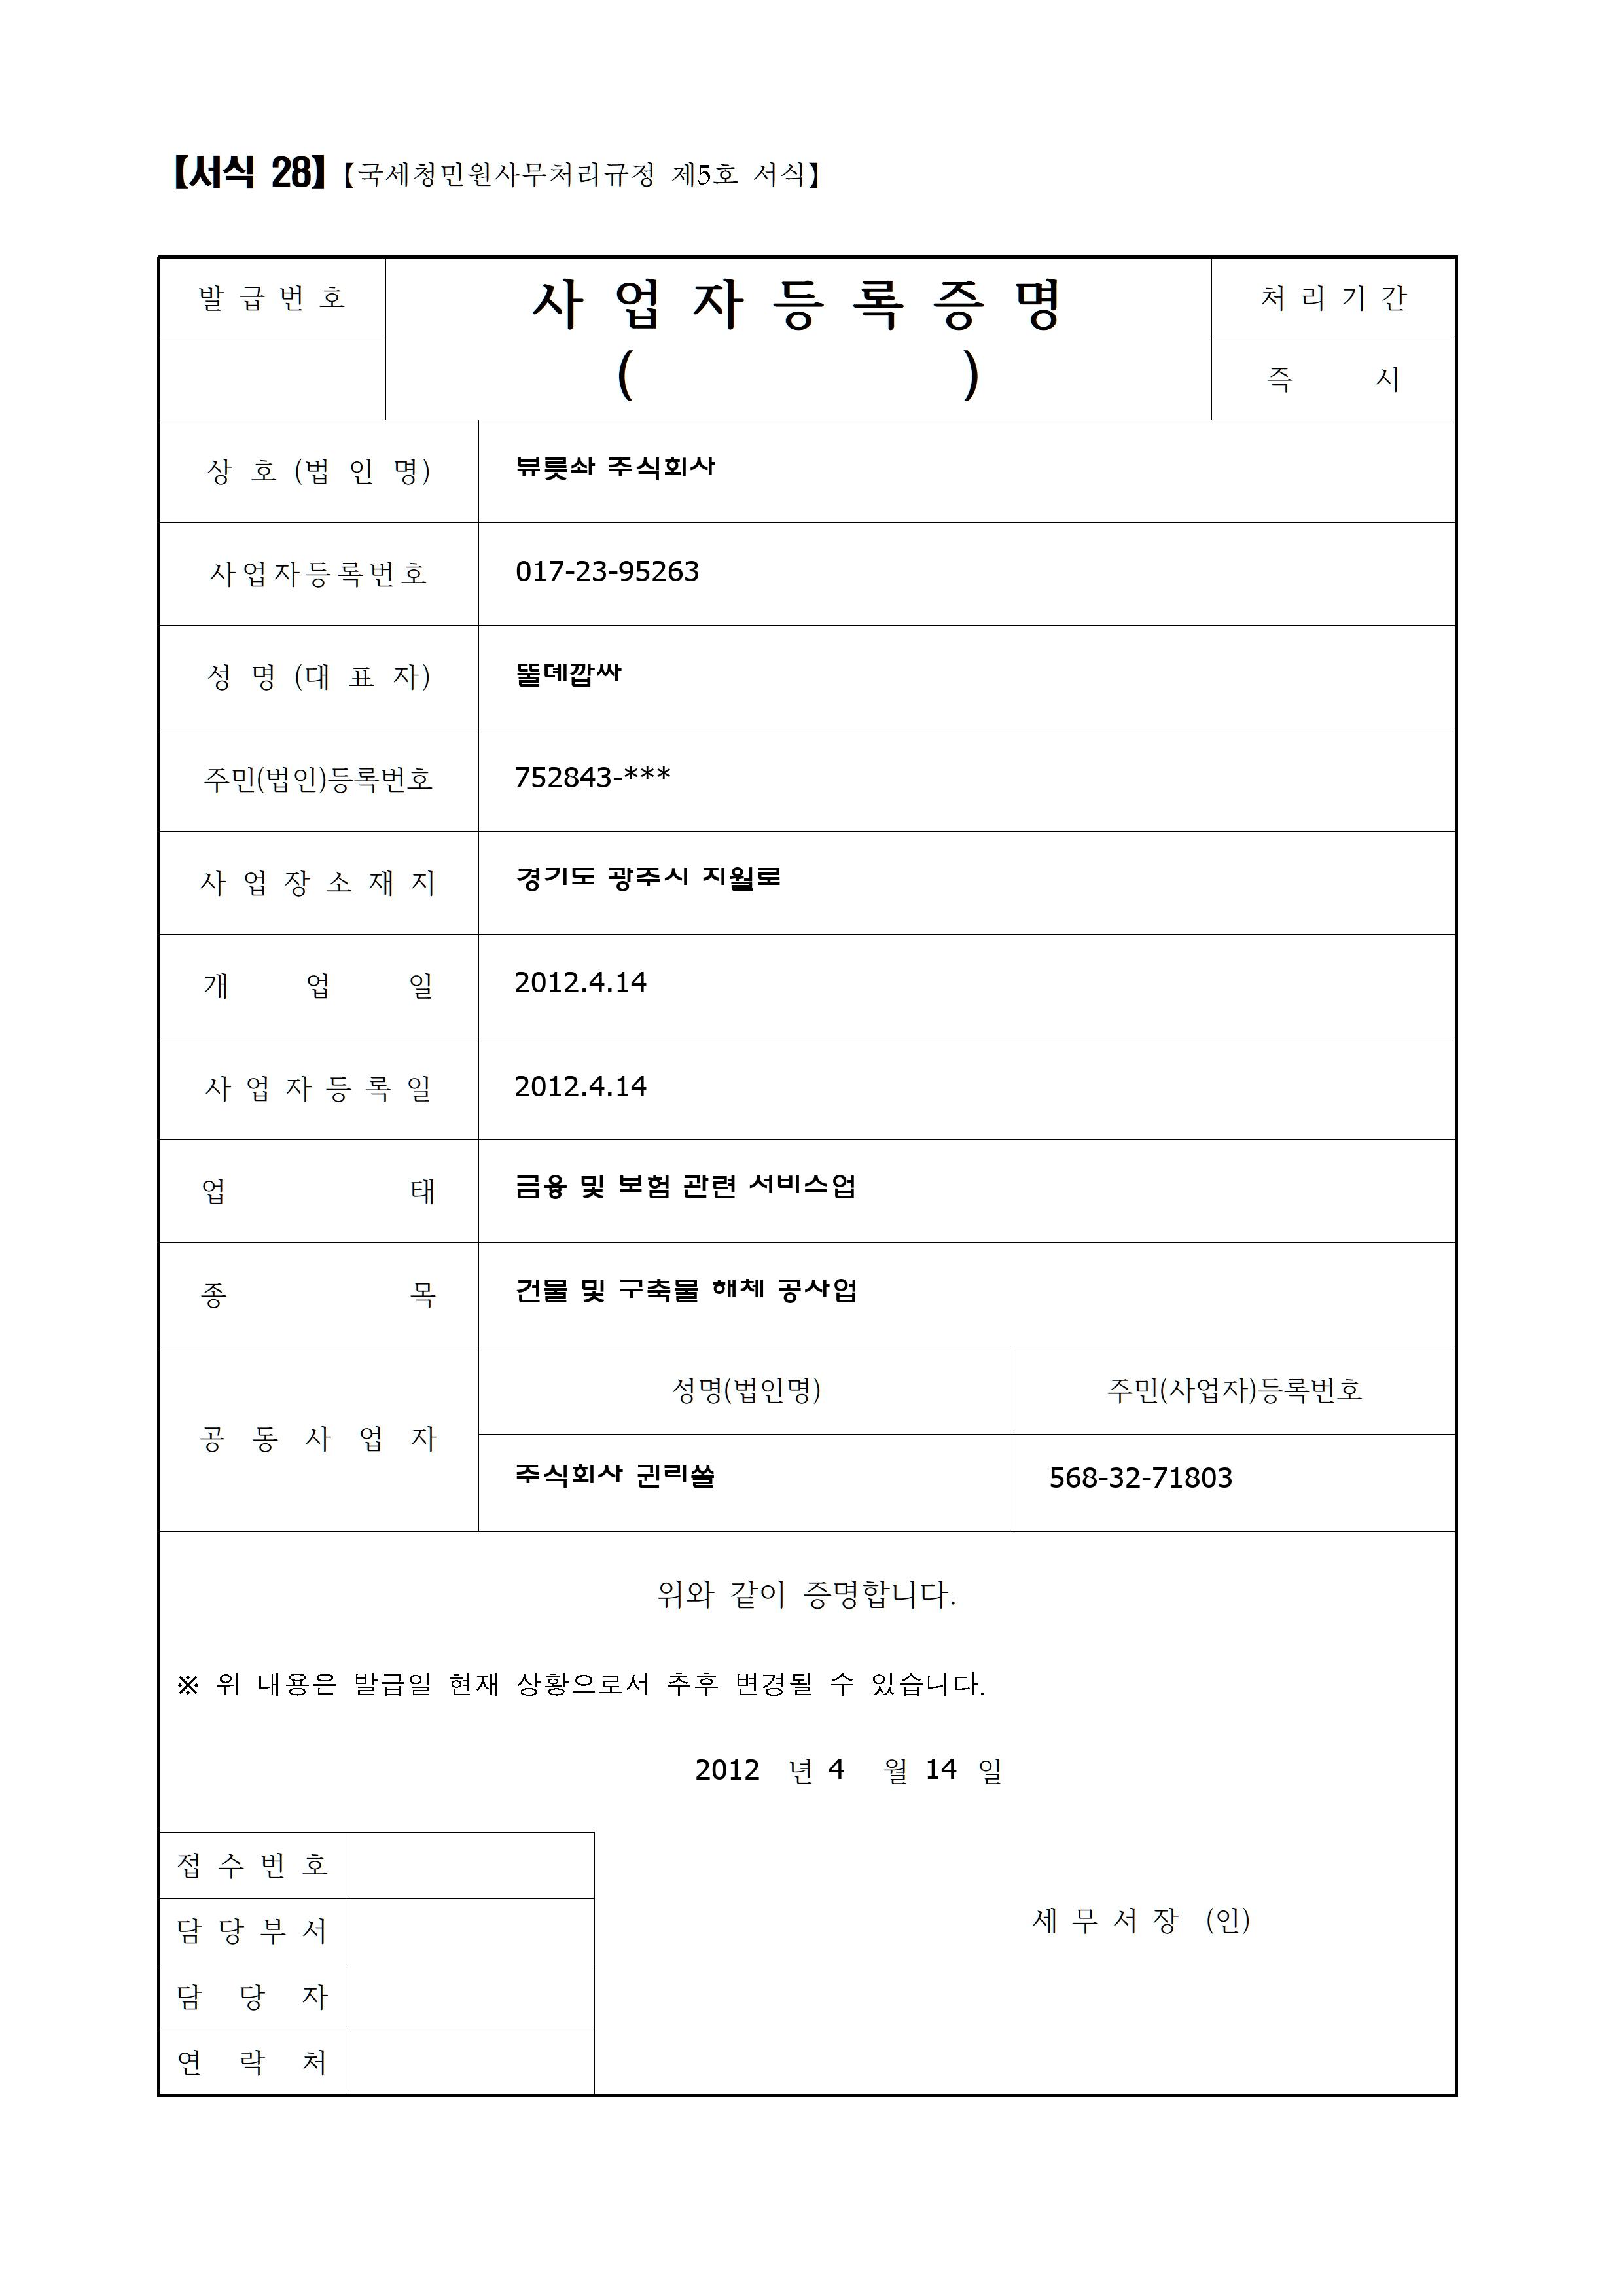 【서식 28】【국세청민원사무처리규정 제5호 서식】
발급번호
사업자등록증명
( )
처리기간
즉 시
상 호 (법 인 명) 뷰릇솨 주식회사
사업자등록번호 017-23-95263
성 명 (대 표 자) 뚤데깝싸
주민(법인)등록번호 752843-***
사 업 장 소 재 지 경기도 광주시 지월로
개 업 일 2012.4.14
사 업 자 등 록 일 2012.4.14
업 태 금융 및 보험 관련 서비스업
종 목 건물 및 구축물 해체 공사업
공 동 사 업 자
성명(법인명) 주민(사업자)등록번호
주식회사 귄리쏠 568-32-71803
위와 같이 증명합니다.
※ 위 내용은 발급일 현재 상황으로서 추후 변경될 수 있습니다.
2012 년 4 월 14 일
접 수 번 호
담 당 부 서
세 무 서 장 (인)
담 당 자
연 락 처